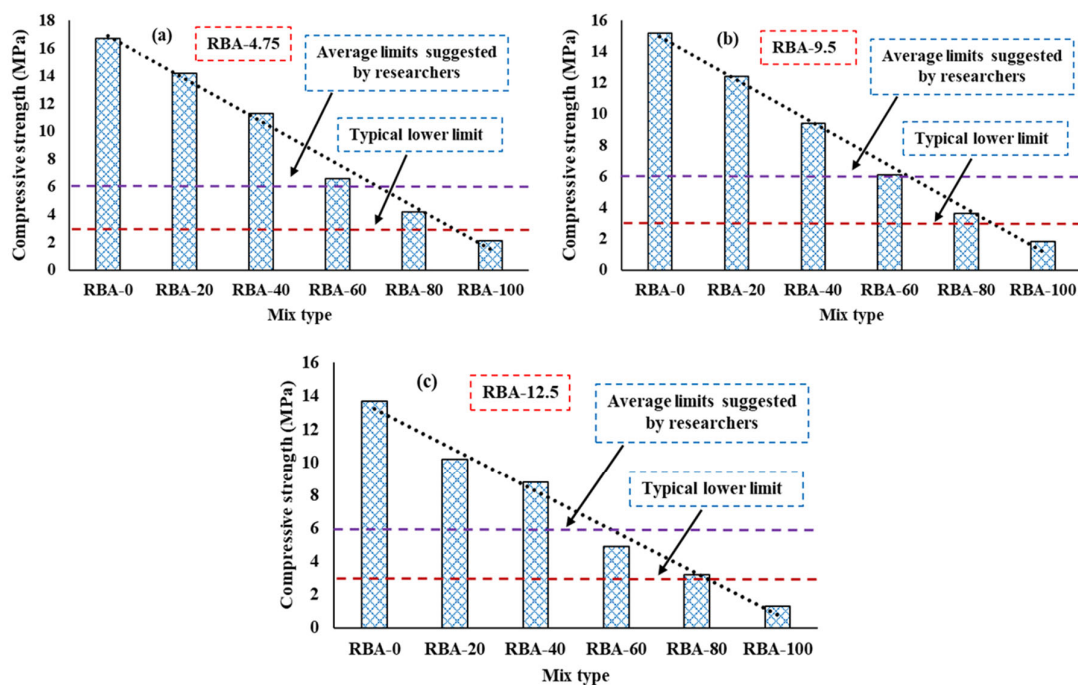 (a)
RBA-4.75
Average limits suggested
by researchers
Typical lower limit
Compressive strength (MPa)
18
16
14
12
10
8
6
4
2
0
RBA-0 RBA-20 RBA-40 RBA-60 RBA-80 RBA-100
Mix type
(b)
RBA-9.5
Average limits suggested
by researchers
Typical lower limit
Compressive strength (MPa)
16
14
12
10
8
6
4
2
0
RBA-0 RBA-20 RBA-40 RBA-60 RBA-80 RBA-100
Mix type
(c)
RBA-12.5
Average limits suggested
by researchers
Typical lower limit
Compressive strength (MPa)
16
14
12
10
8
6
4
2
0
RBA-0 RBA-20 RBA-40 RBA-60 RBA-80 RBA-100
Mix type